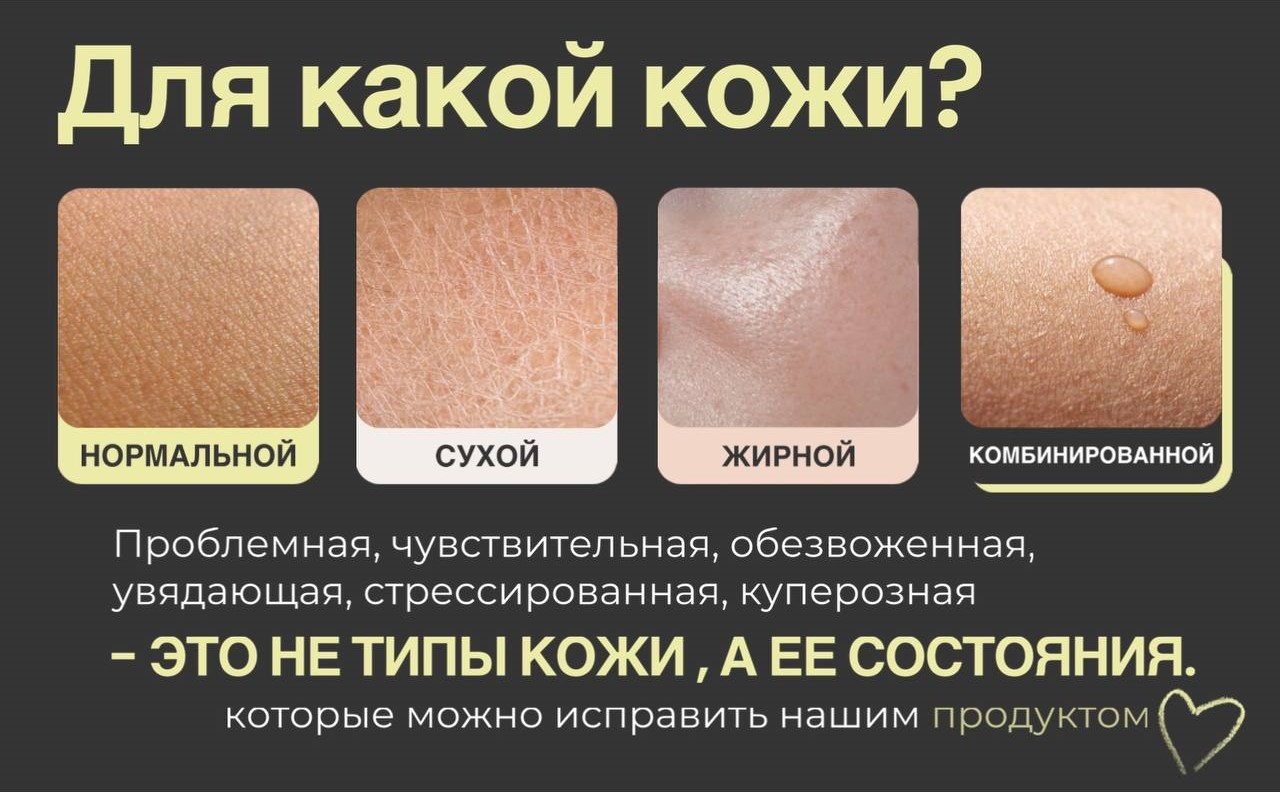 Для какой кожи?
НОРМАЛЬНОЙ
СУХОЙ
ЖИРНОЙ
КОМБИНИРОВАННОЙ
Проблемная, чувствительная, обезвоженная,
увядающая, стрессированная, куперозная
– ЭТО НЕ ТИПЫ КОЖИ , А ЕЕ СОСТОЯНИЯ.
которые можно исправить нашим продуктом